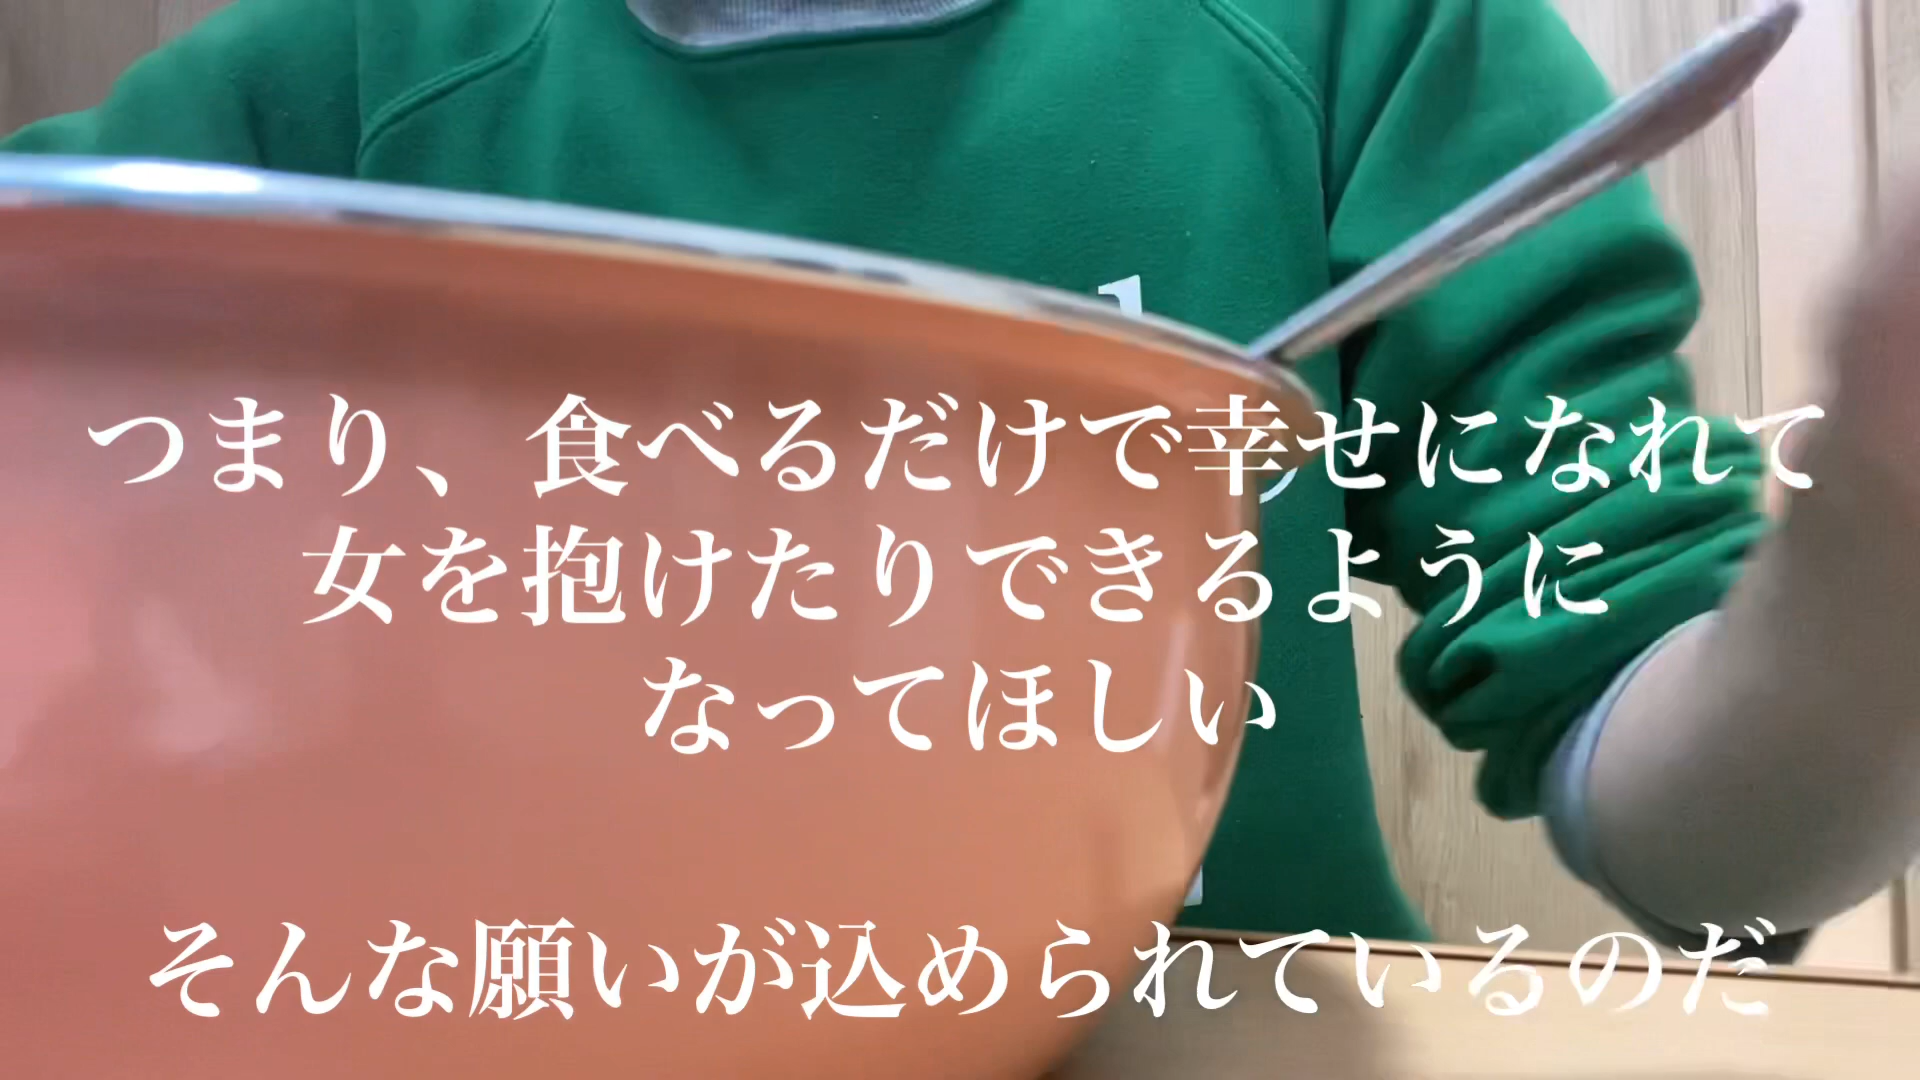 つまり、食べるだけで幸せになれて
女を抱けたりできるように
なってほしい
そんな願いが込められているのだ